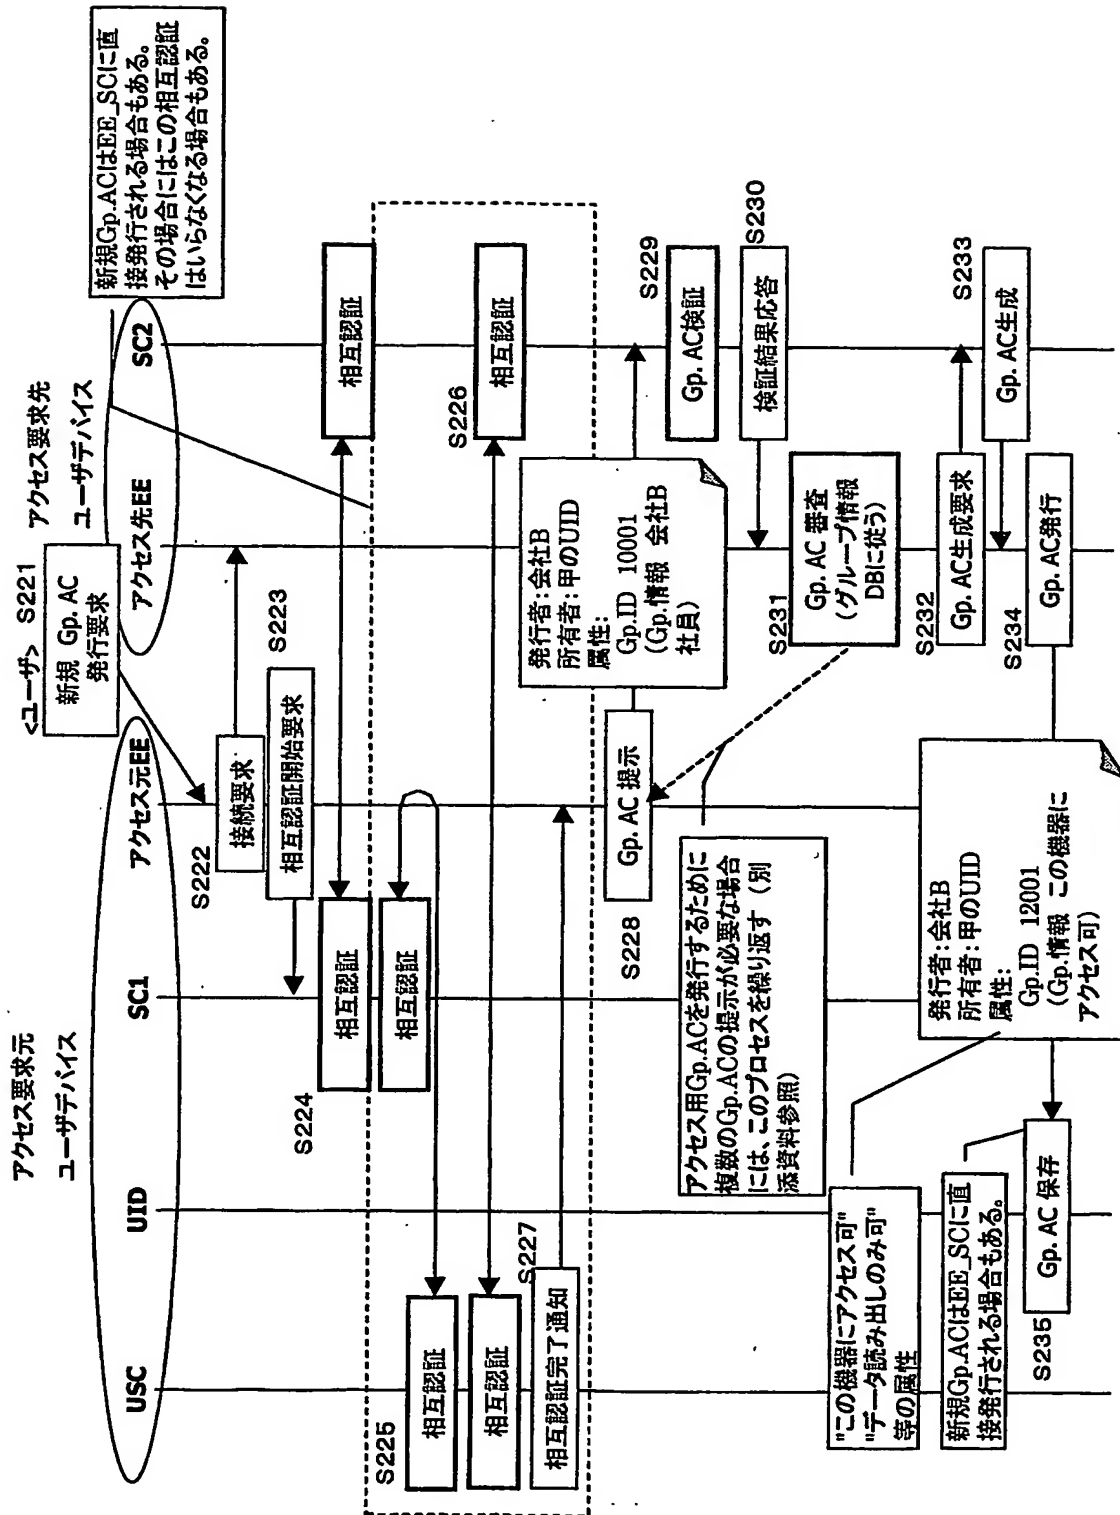 アクセス要求元
ユーザデバイス
USC
UID
SC1
アクセス元EE
アクセス要求先
ユーザデバイス
アクセス先EE
SC2
<ユーザ> S221
新規 Gp. AC
発行要求
新規Gp.ACはEE_SCに直
接発行される場合もある。
その場合にはこの相互認証
はいらなくなる場合もある。
S222
接続要求
S223
相互認証開始要求
S224
相互認証
相互認証
S225
相互認証
相互認証
S226
相互認証
相互認証
S227
相互認証完了通知
S228
Gp. AC 提示
発行者:会社B
所有者:甲のUID
属性:
Gp.ID 10001
(Gp.情報 会社B
社員)
S229
Gp. AC検証
S230
検証結果応答
S231
Gp. AC 審査
(グループ情報
DBに従う)
アクセス用Gp.ACを発行するために
複数のGp.ACの提示が必要な場合
には、このプロセスを繰り返す(別
添資料参照)
S232
Gp. AC生成要求
S233
Gp. AC生成
S234
Gp. AC発行
発行者:会社B
所有者:甲のUID
属性:
Gp.ID 12001
(Gp.情報 この機器に
アクセス可)
"この機器にアクセス可"
"データ読み出しのみ可"
等の属性
新規Gp.ACはEE_SCに直
接発行される場合もある。
S235
Gp. AC 保存